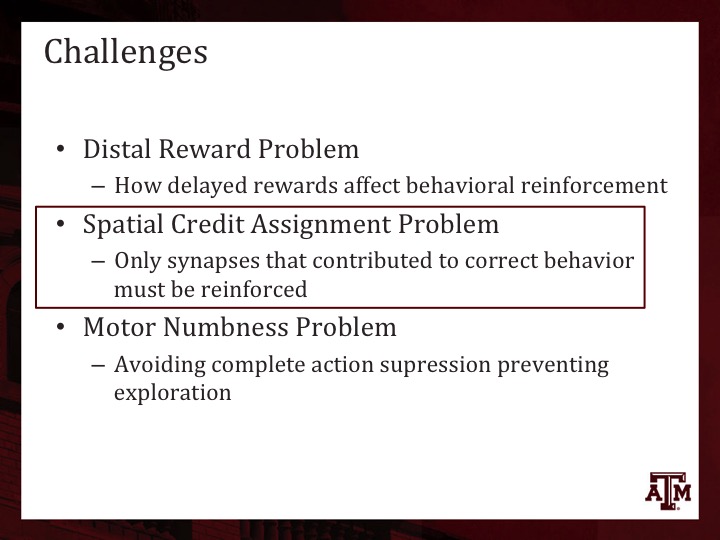 Challenges
• Distal Reward Problem
– How delayed rewards affect behavioral reinforcement
• Spatial Credit Assignment Problem
– Only synapses that contributed to correct behavior
must be reinforced
• Motor Numbness Problem
– Avoiding complete action supression preventing
exploration
ATM